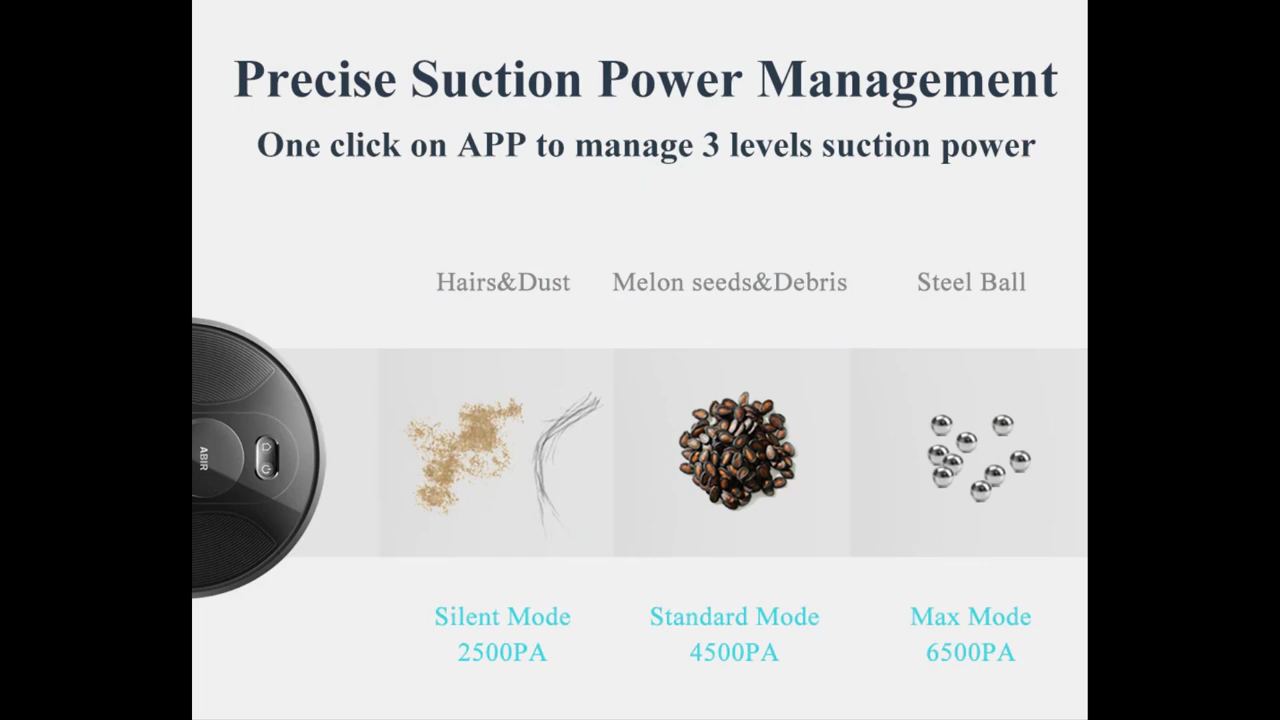 Precise Suction Power Management
One click on APP to manage 3 levels suction power
Hairs&Dust
Melon seeds&Debris
Steel Ball
ABIR
Silent Mode
2500PA
Standard Mode
4500PA
Max Mode
6500PA